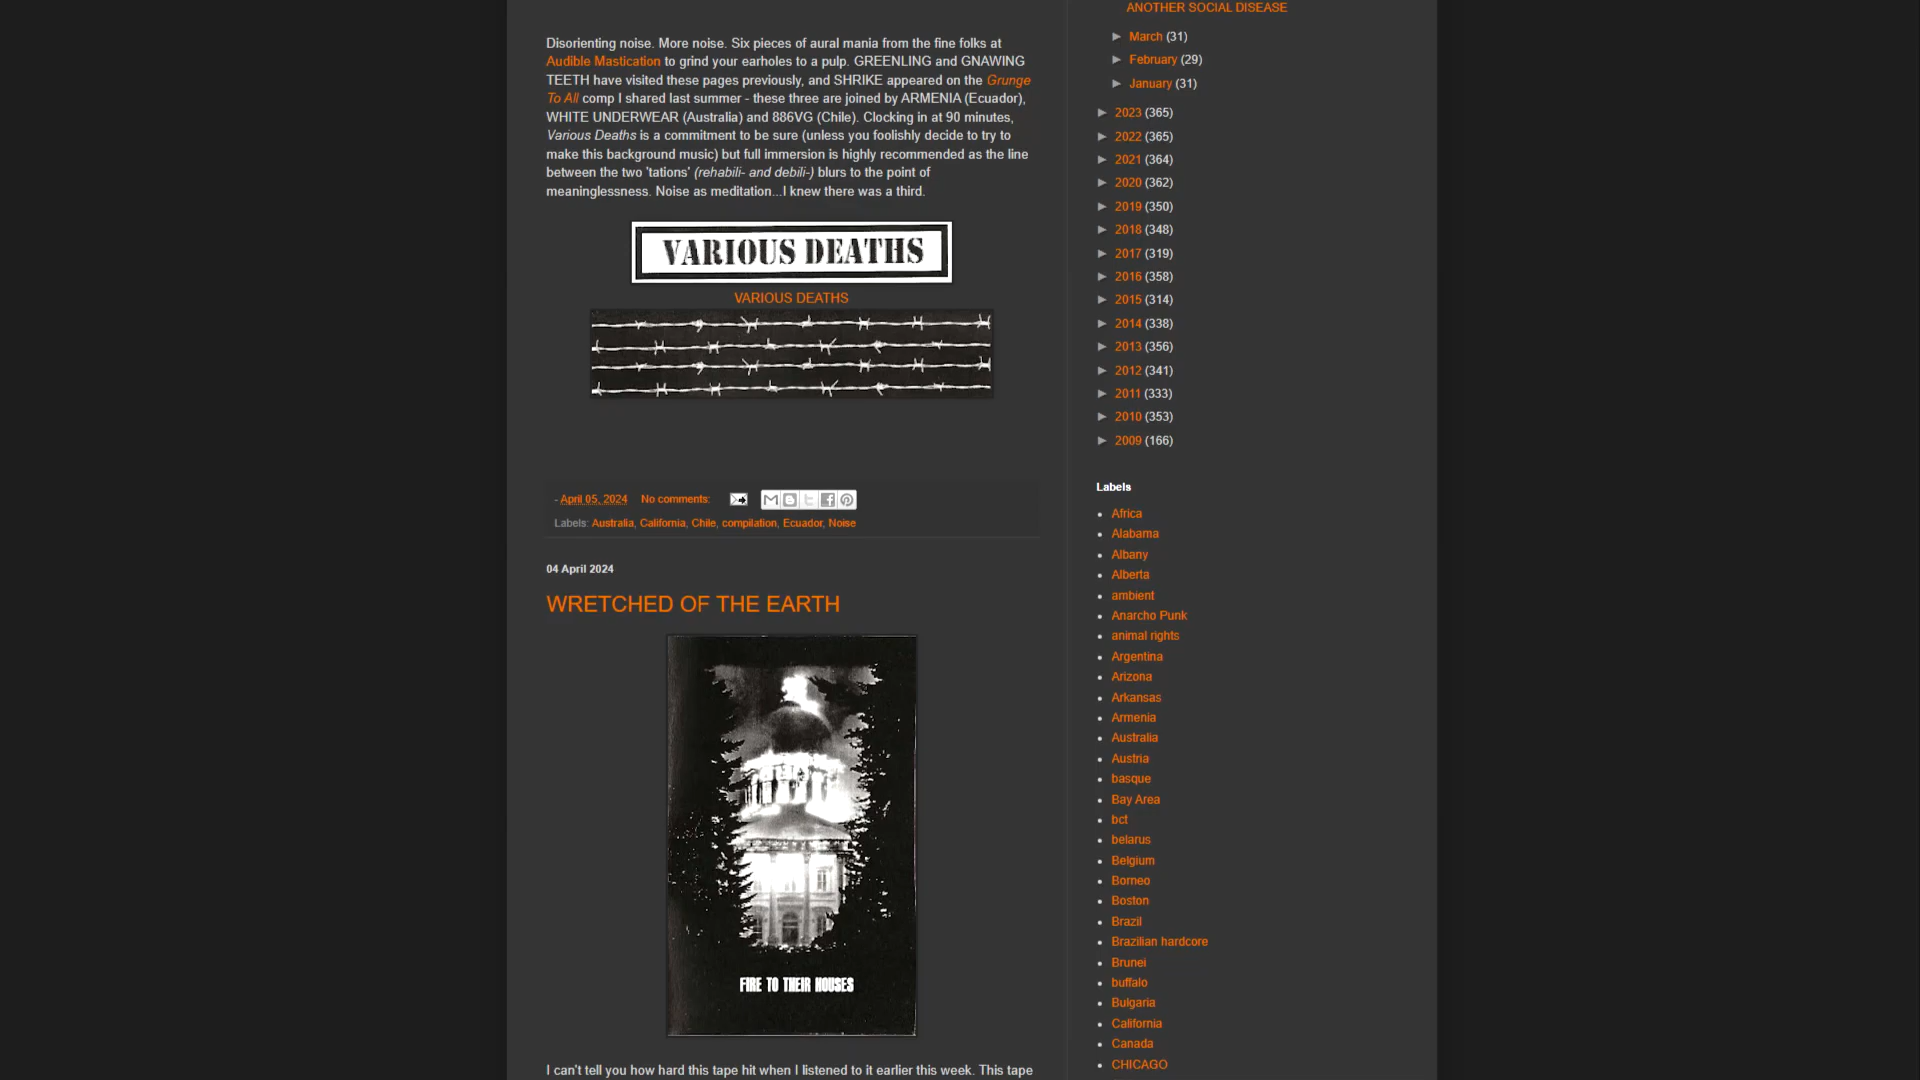 Disorienting noise. More noise. Six pieces of aural mania from the fine folks at
Audible Mastication to grind your earholes to a pulp. GREENLING and GNAWING
TEETH have visited these pages previously, and SHRIKE appeared on the Grunge
To All comp I shared last summer - these three are joined by ARMENIA (Ecuador),
WHITE UNDERWEAR (Australia) and 886VG (Chile). Clocking in at 90 minutes,
Various Deaths is a commitment to be sure (unless you foolishly decide to try to
make this background music) but full immersion is highly recommended as the line
between the two 'tations' (rehabili- and debili-) blurs to the point of
meaninglessness. Noise as meditation...I knew there was a third.
VARIOUS DEATHS
VARIOUS DEATHS
- April 05, 2024 No comments:
Labels: Australia, California, Chile, compilation, Ecuador, Noise
04 April 2024
WRETCHED OF THE EARTH
FIRE TO THEIR HOUSES
I can't tell you how hard this tape hit when I listened to it earlier this week. This tape
ANOTHER SOCIAL DISEASE
► March (31)
► February (29)
► January (31)
► 2023 (365)
► 2022 (365)
► 2021 (364)
► 2020 (362)
► 2019 (350)
► 2018 (348)
► 2017 (319)
► 2016 (358)
► 2015 (314)
► 2014 (338)
► 2013 (356)
► 2012 (341)
► 2011 (333)
► 2010 (353)
► 2009 (166)
Labels
Africa
Alabama
Albany
Alberta
ambient
Anarcho Punk
animal rights
Argentina
Arizona
Arkansas
Armenia
Australia
Austria
basque
Bay Area
bct
belarus
Belgium
Borneo
Boston
Brazil
Brazilian hardcore
Brunei
buffalo
Bulgaria
California
Canada
CHICAGO